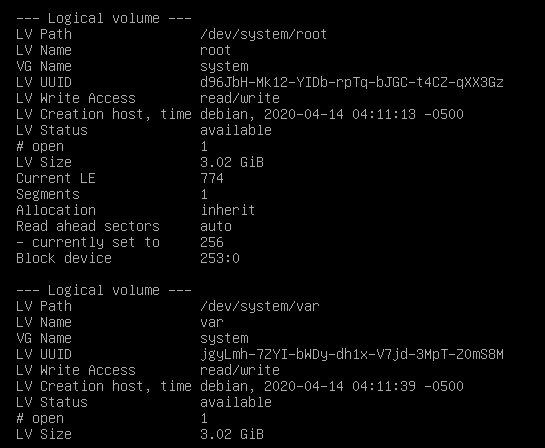 --- Logical volume ---
LV Path                /dev/system/root
LV Name                root
VG Name                system
LV UUID                d96JbH-Mk12-YIDb-rpTq-bJGC-t4CZ-qXX3Gz
LV Write Access        read/write
LV Creation host, time debian, 2020-04-14 04:11:13 -0500
LV Status              available
# open                 1
LV Size                3.02 GiB
Current LE             774
Segments               1
Allocation             inherit
Read ahead sectors     auto
- currently set to     256
Block device           253:0

--- Logical volume ---
LV Path                /dev/system/var
LV Name                var
VG Name                system
LV UUID                jgyLmh-7ZYI-bWDy-dh1x-V7jd-3MpT-Z0mS8M
LV Write Access        read/write
LV Creation host, time debian, 2020-04-14 04:11:39 -0500
LV Status              available
# open                 1
LV Size                3.02 GiB